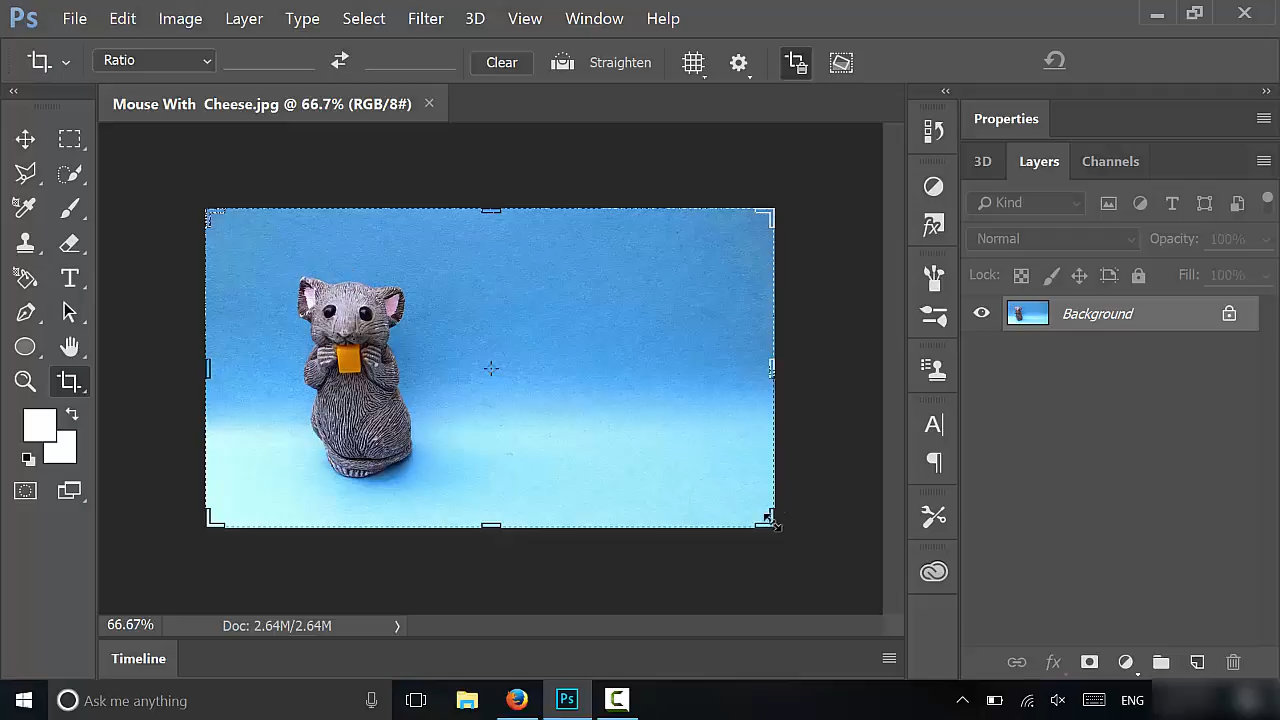 Ps File Edit Image Layer Type Select Filter 3D View Window Help
Ratio Clear Straighten
Mouse With Cheese.jpg @ 66.7% (RGB/8#) ×
Properties
3D Layers Channels
Kind T
Normal Opacity: 100%
Lock: Fill: 100%
Background
A
66.67% Doc: 2.64M/2.64M
fx
Timeline
Ask me anything Ps C ENG